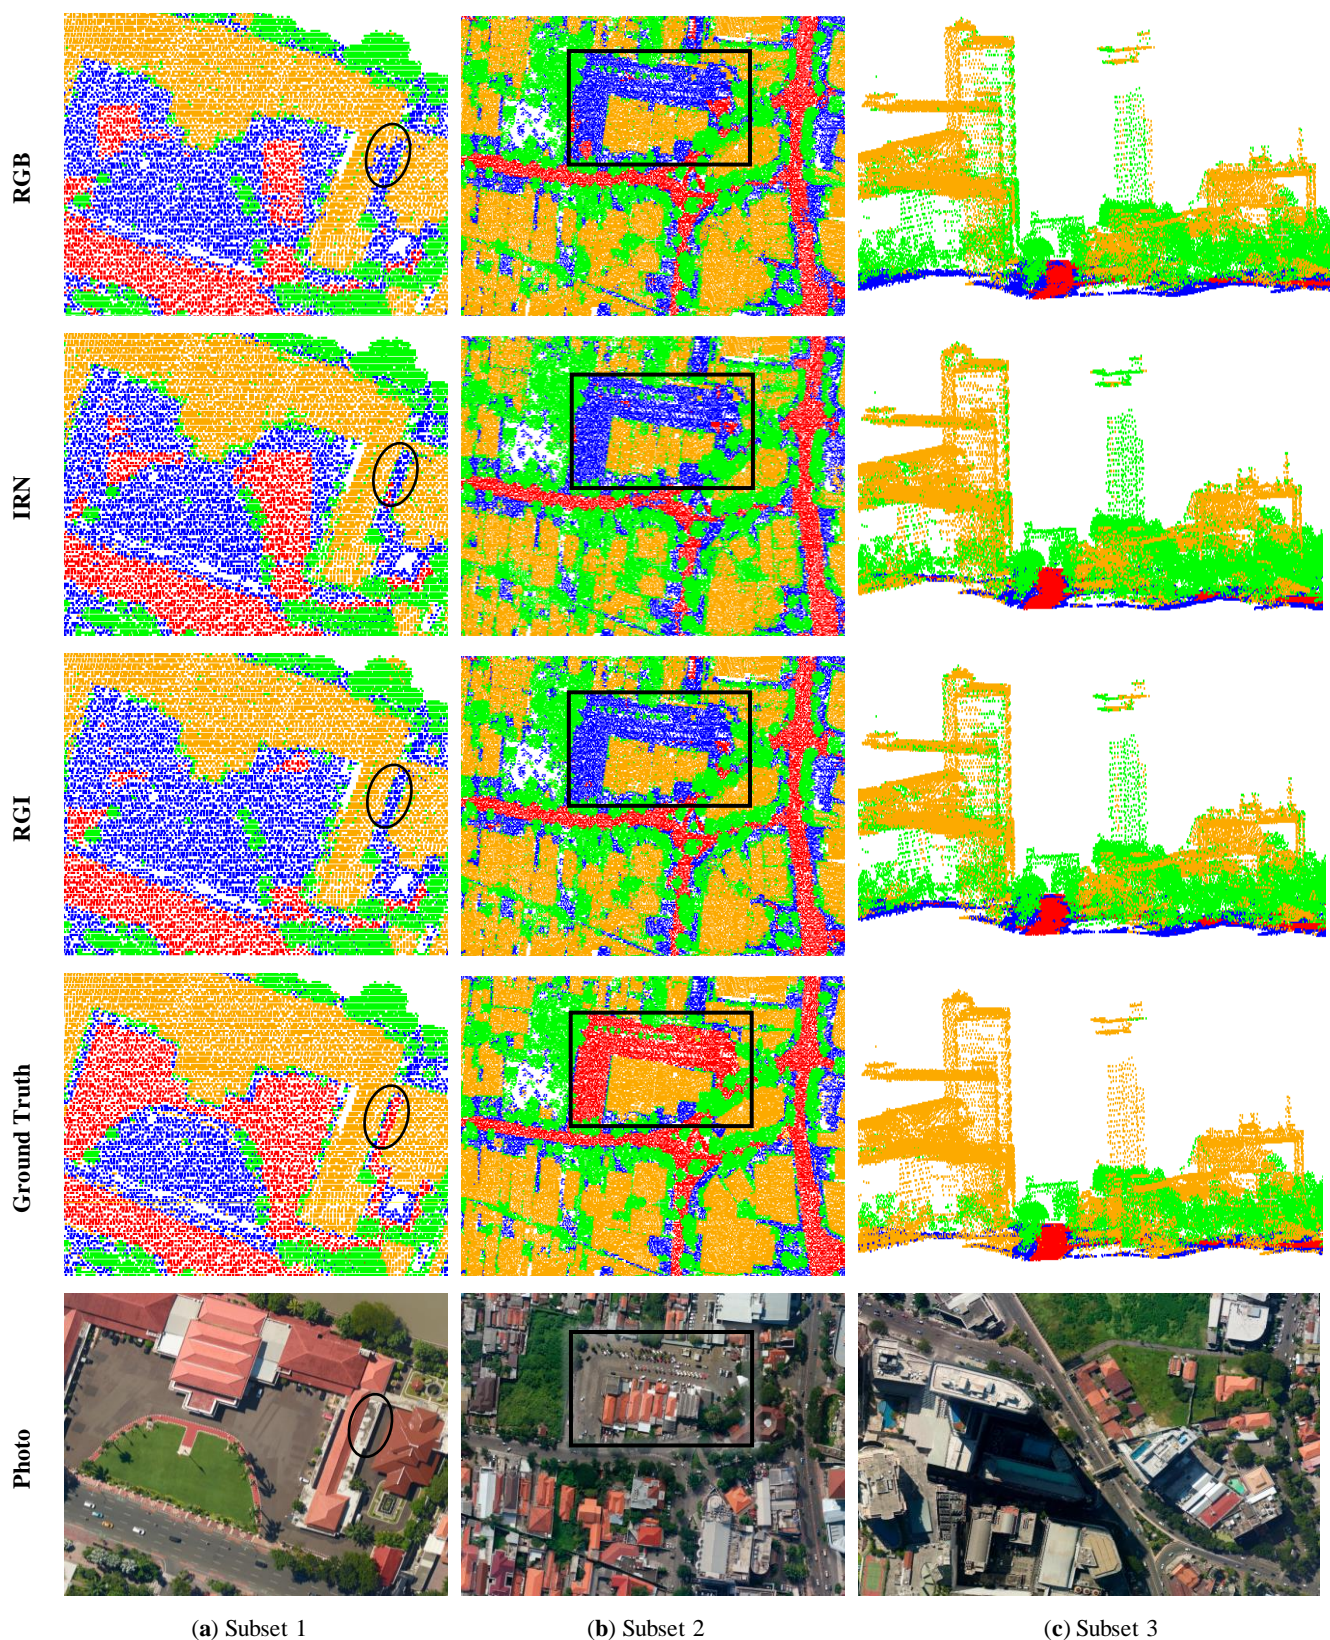 RGB
IRN
RGI
Ground Truth
Photo
(a) Subset 1
(b) Subset 2
(c) Subset 3